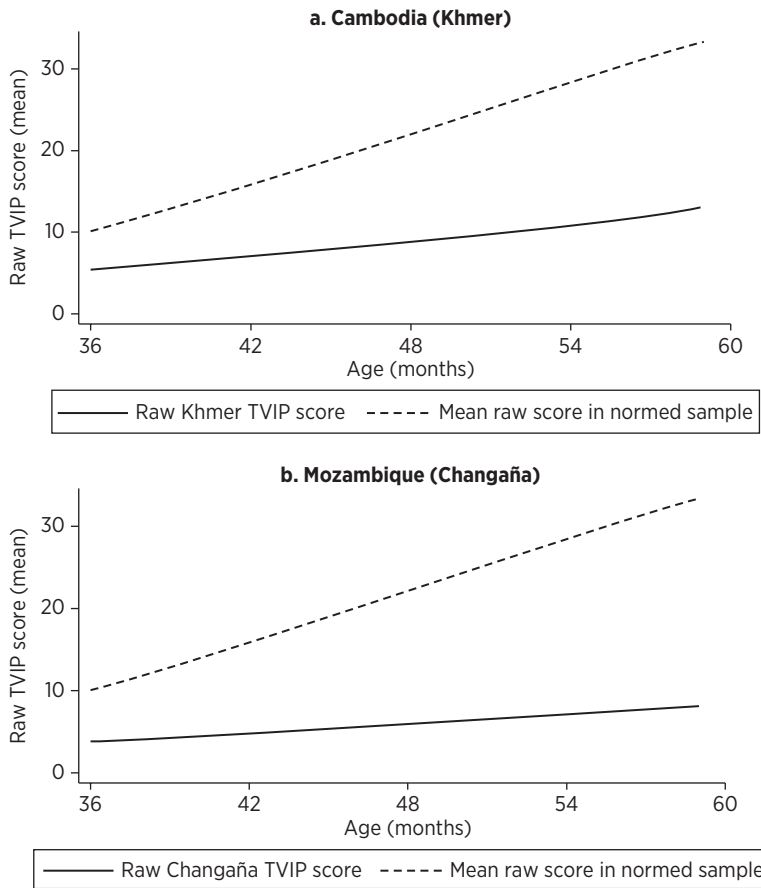 a. Cambodia (Khmer)
Raw TVIP score (mean)
30
20
10
0
36 42 48 54 60
Age (months)
Raw Khmer TVIP score Mean raw score in normed sample
b. Mozambique (Changaña)
Raw TVIP score (mean)
30
20
10
0
36 42 48 54 60
Age (months)
Raw Changaña TVIP score Mean raw score in normed sample